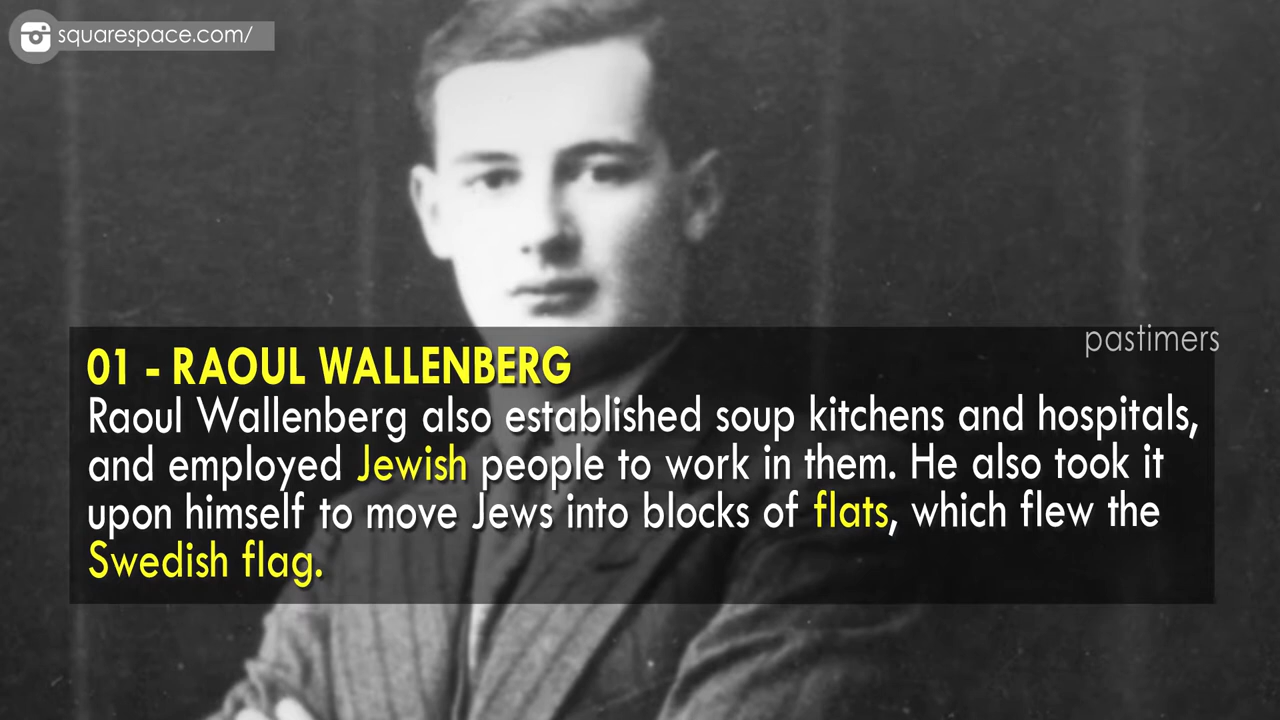 squarespace.com/
pastimers
01 - RAOUL WALLENBERG
Raoul Wallenberg also established soup kitchens and hospitals,
and employed Jewish people to work in them. He also took it
upon himself to move Jews into blocks of flats, which flew the
Swedish flag.